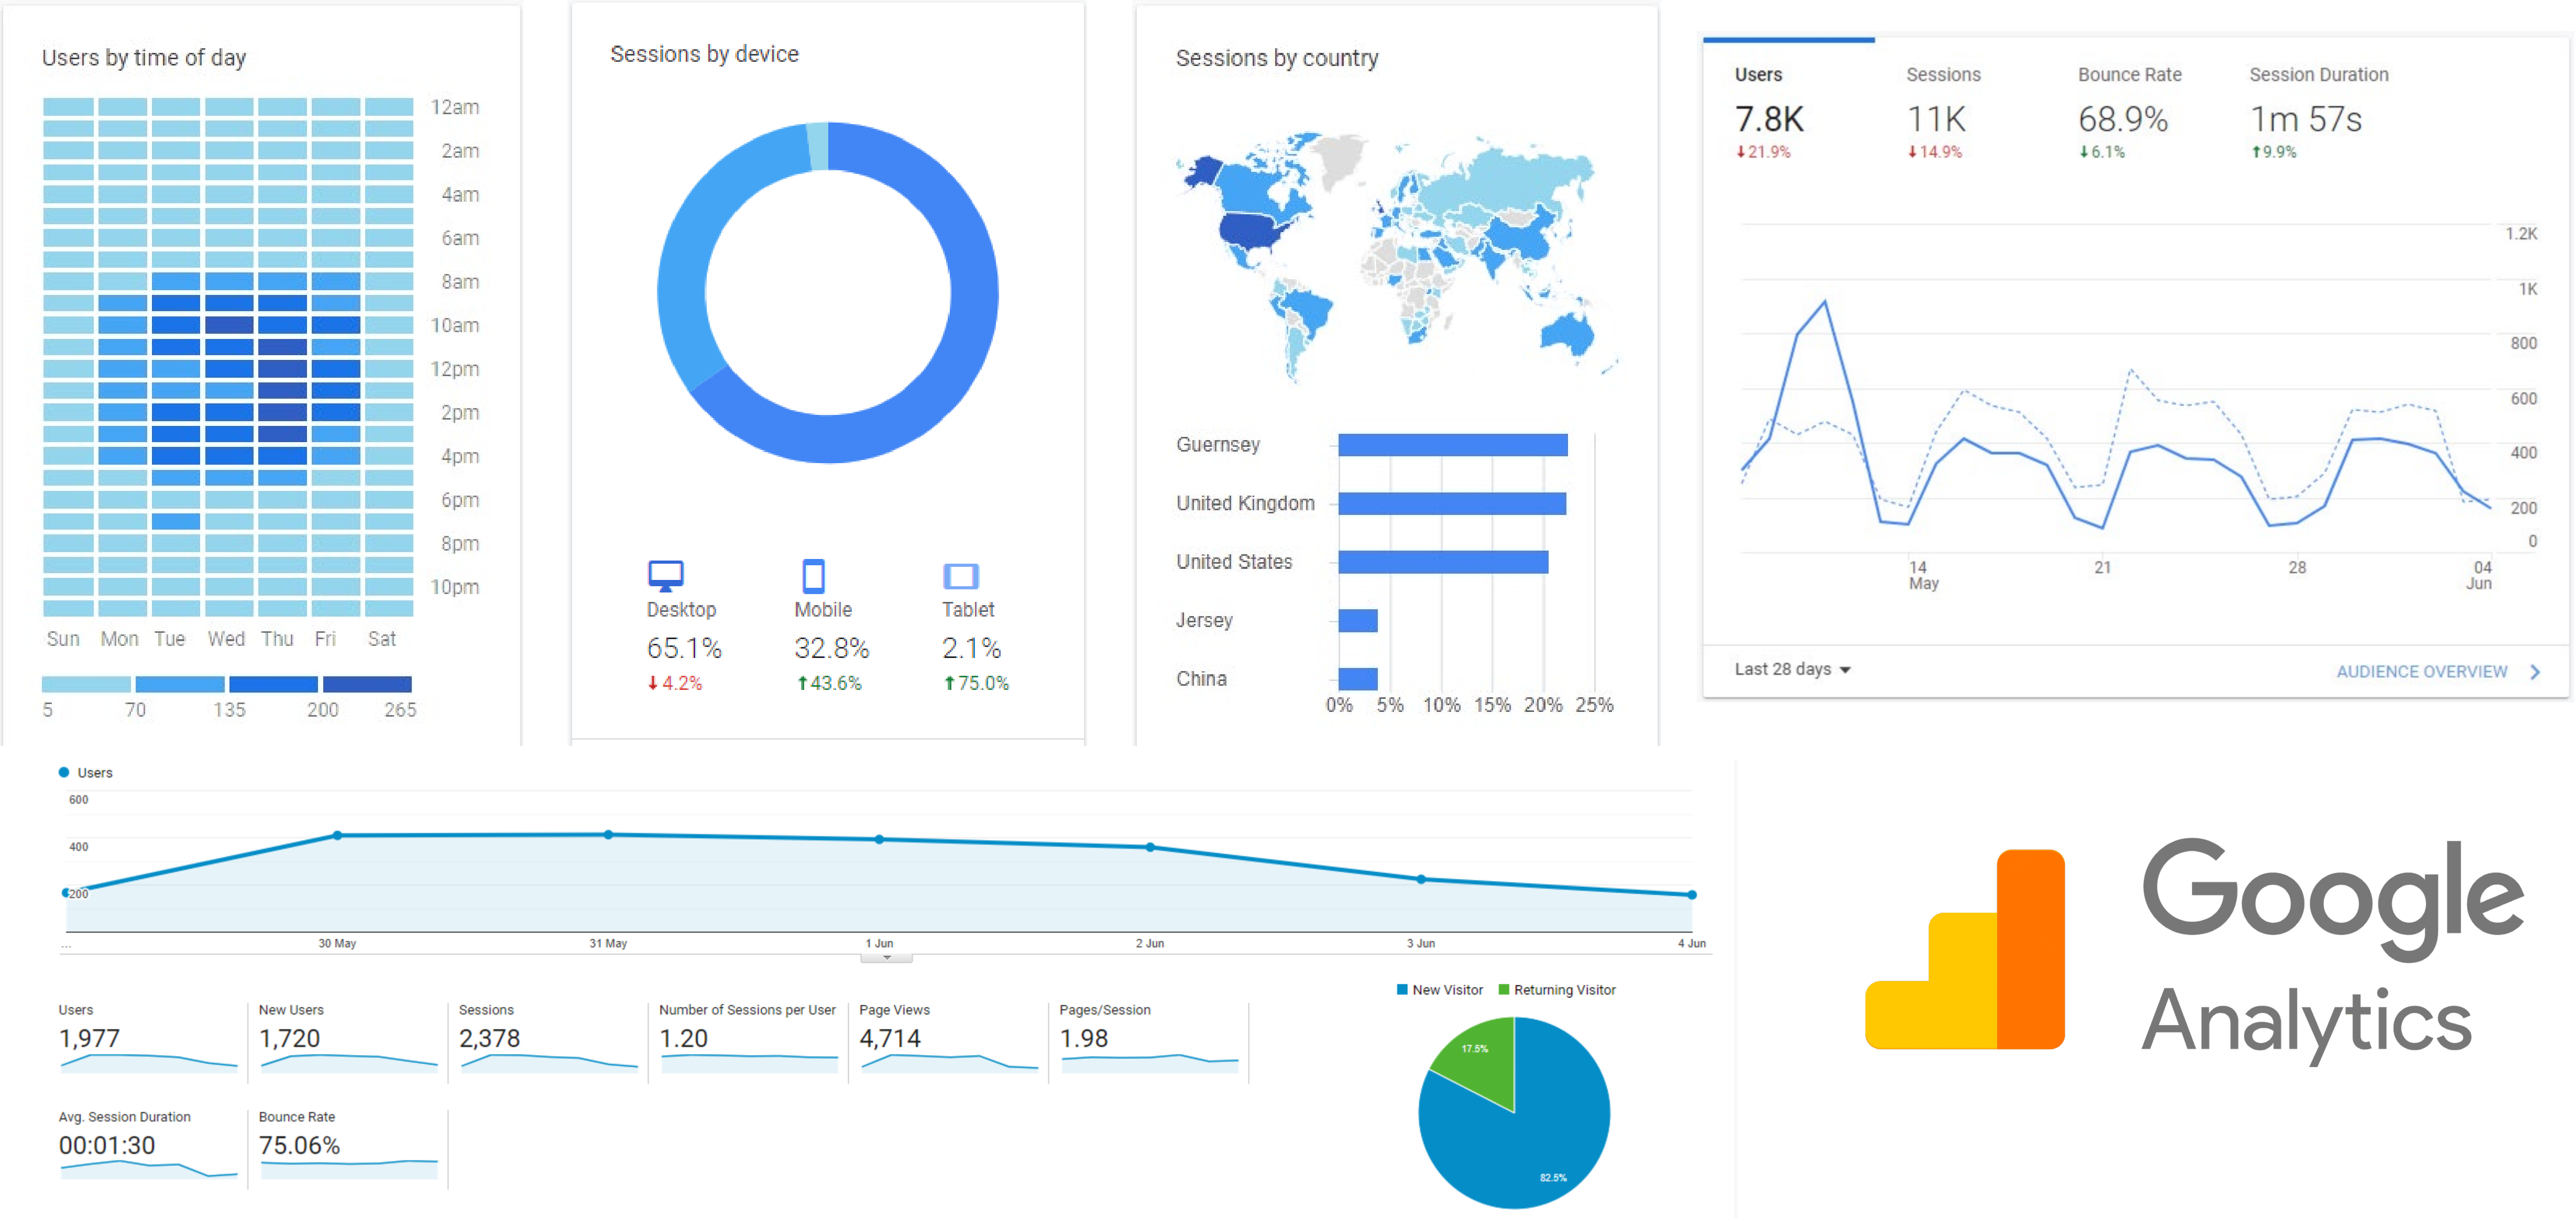 Users by time of day
12am
2am
4am
6am
8am
10am
12pm
2pm
4pm
6pm
8pm
10pm
Sun Mon Tue Wed Thu Fri Sat
5 70 135 200 265
Sessions by device
Desktop Mobile Tablet
65.1% 32.8% 2.1%
↓4.2% ↑43.6% ↑75.0%
Sessions by country
Guernsey
United Kingdom
United States
Jersey
China
0% 5% 10% 15% 20% 25%
Users Sessions Bounce Rate Session Duration
7.8K 11K 68.9% 1m 57s
↓21.9% ↓14.9% ↓6.1% ↑9.9%
1.2K
1K
800
600
400
200
0
14 21 28 04
May Jun
Last 28 days
AUDIENCE OVERVIEW
Users
600
400
200
... 30 May 31 May 1 Jun 2 Jun 3 Jun 4 Jun
Users New Users Sessions Number of Sessions per User Page Views Pages/Session
1,977 1,720 2,378 1.20 4,714 1.98
Avg. Session Duration Bounce Rate
00:01:30 75.06%
New Visitor Returning Visitor
17.5%
82.5%
Google
Analytics